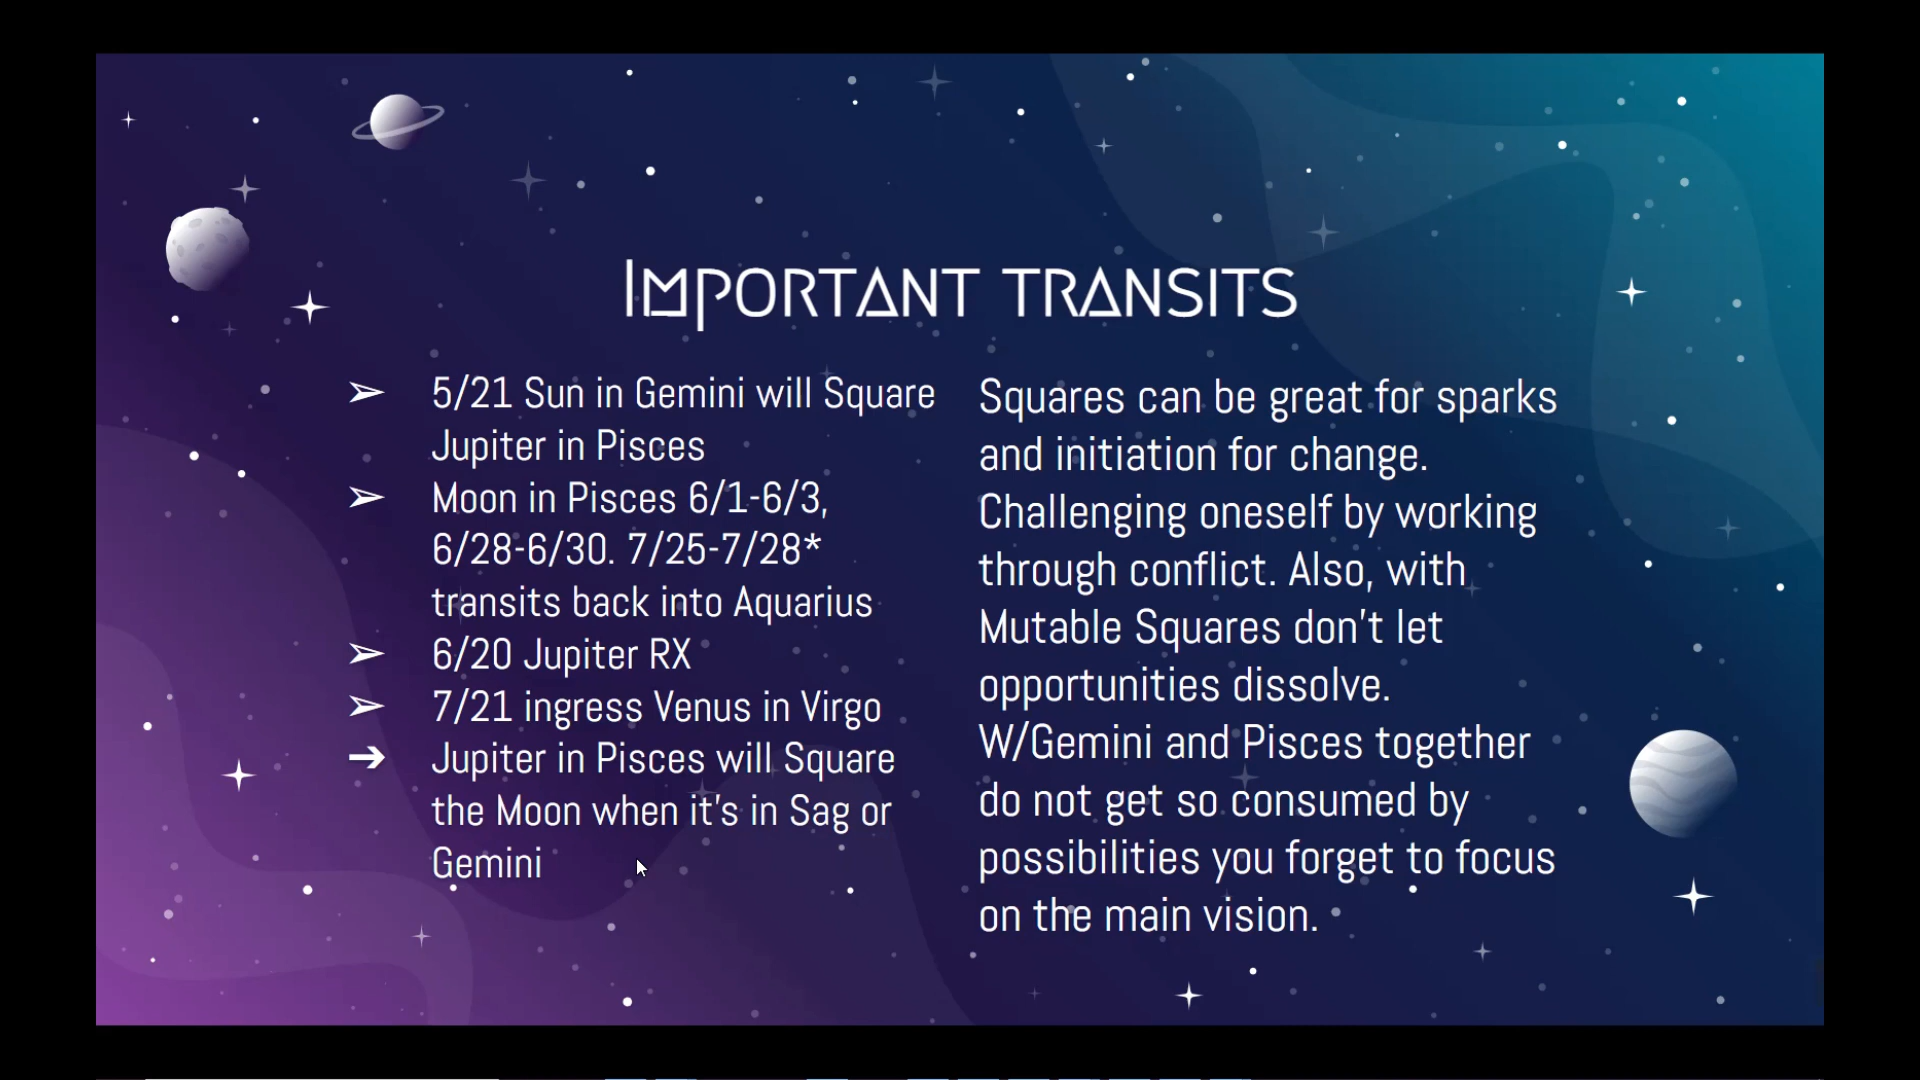 Important transits
➢ 5/21 Sun in Gemini will Square
Jupiter in Pisces
➢ Moon in Pisces 6/1-6/3,
6/28-6/30. 7/25-7/28*
transits back into Aquarius
➢ 6/20 Jupiter RX
➢ 7/21 ingress Venus in Virgo
➔ Jupiter in Pisces will Square
the Moon when it's in Sag or
Gemini
Squares can be great for sparks
and initiation for change.
Challenging oneself by working
through conflict. Also, with
Mutable Squares don't let
opportunities dissolve.
W/Gemini and Pisces together
do not get so consumed by
possibilities you forget to focus
on the main vision.